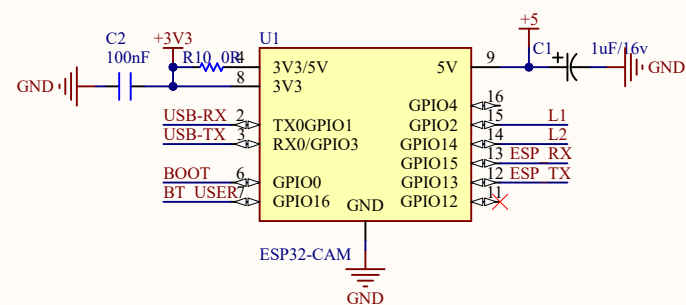 +5
C2
+3V3
U1
C1
1uF/16v
100nF
R10
0R
4
3V3/5V
5V
9
GND
8
3V3
GND
GPIO4
16
USB-RX
2
TX0GPIO1
GPIO2
15
L1
USB-TX
3
RX0/GPIO3
GPIO14
14
L2
GPIO15
13
ESP_RX
BOOT
6
GPIO0
GPIO13
12
ESP_TX
BT_USER
7
GPIO16
GND
GPIO12
11
ESP32-CAM
GND